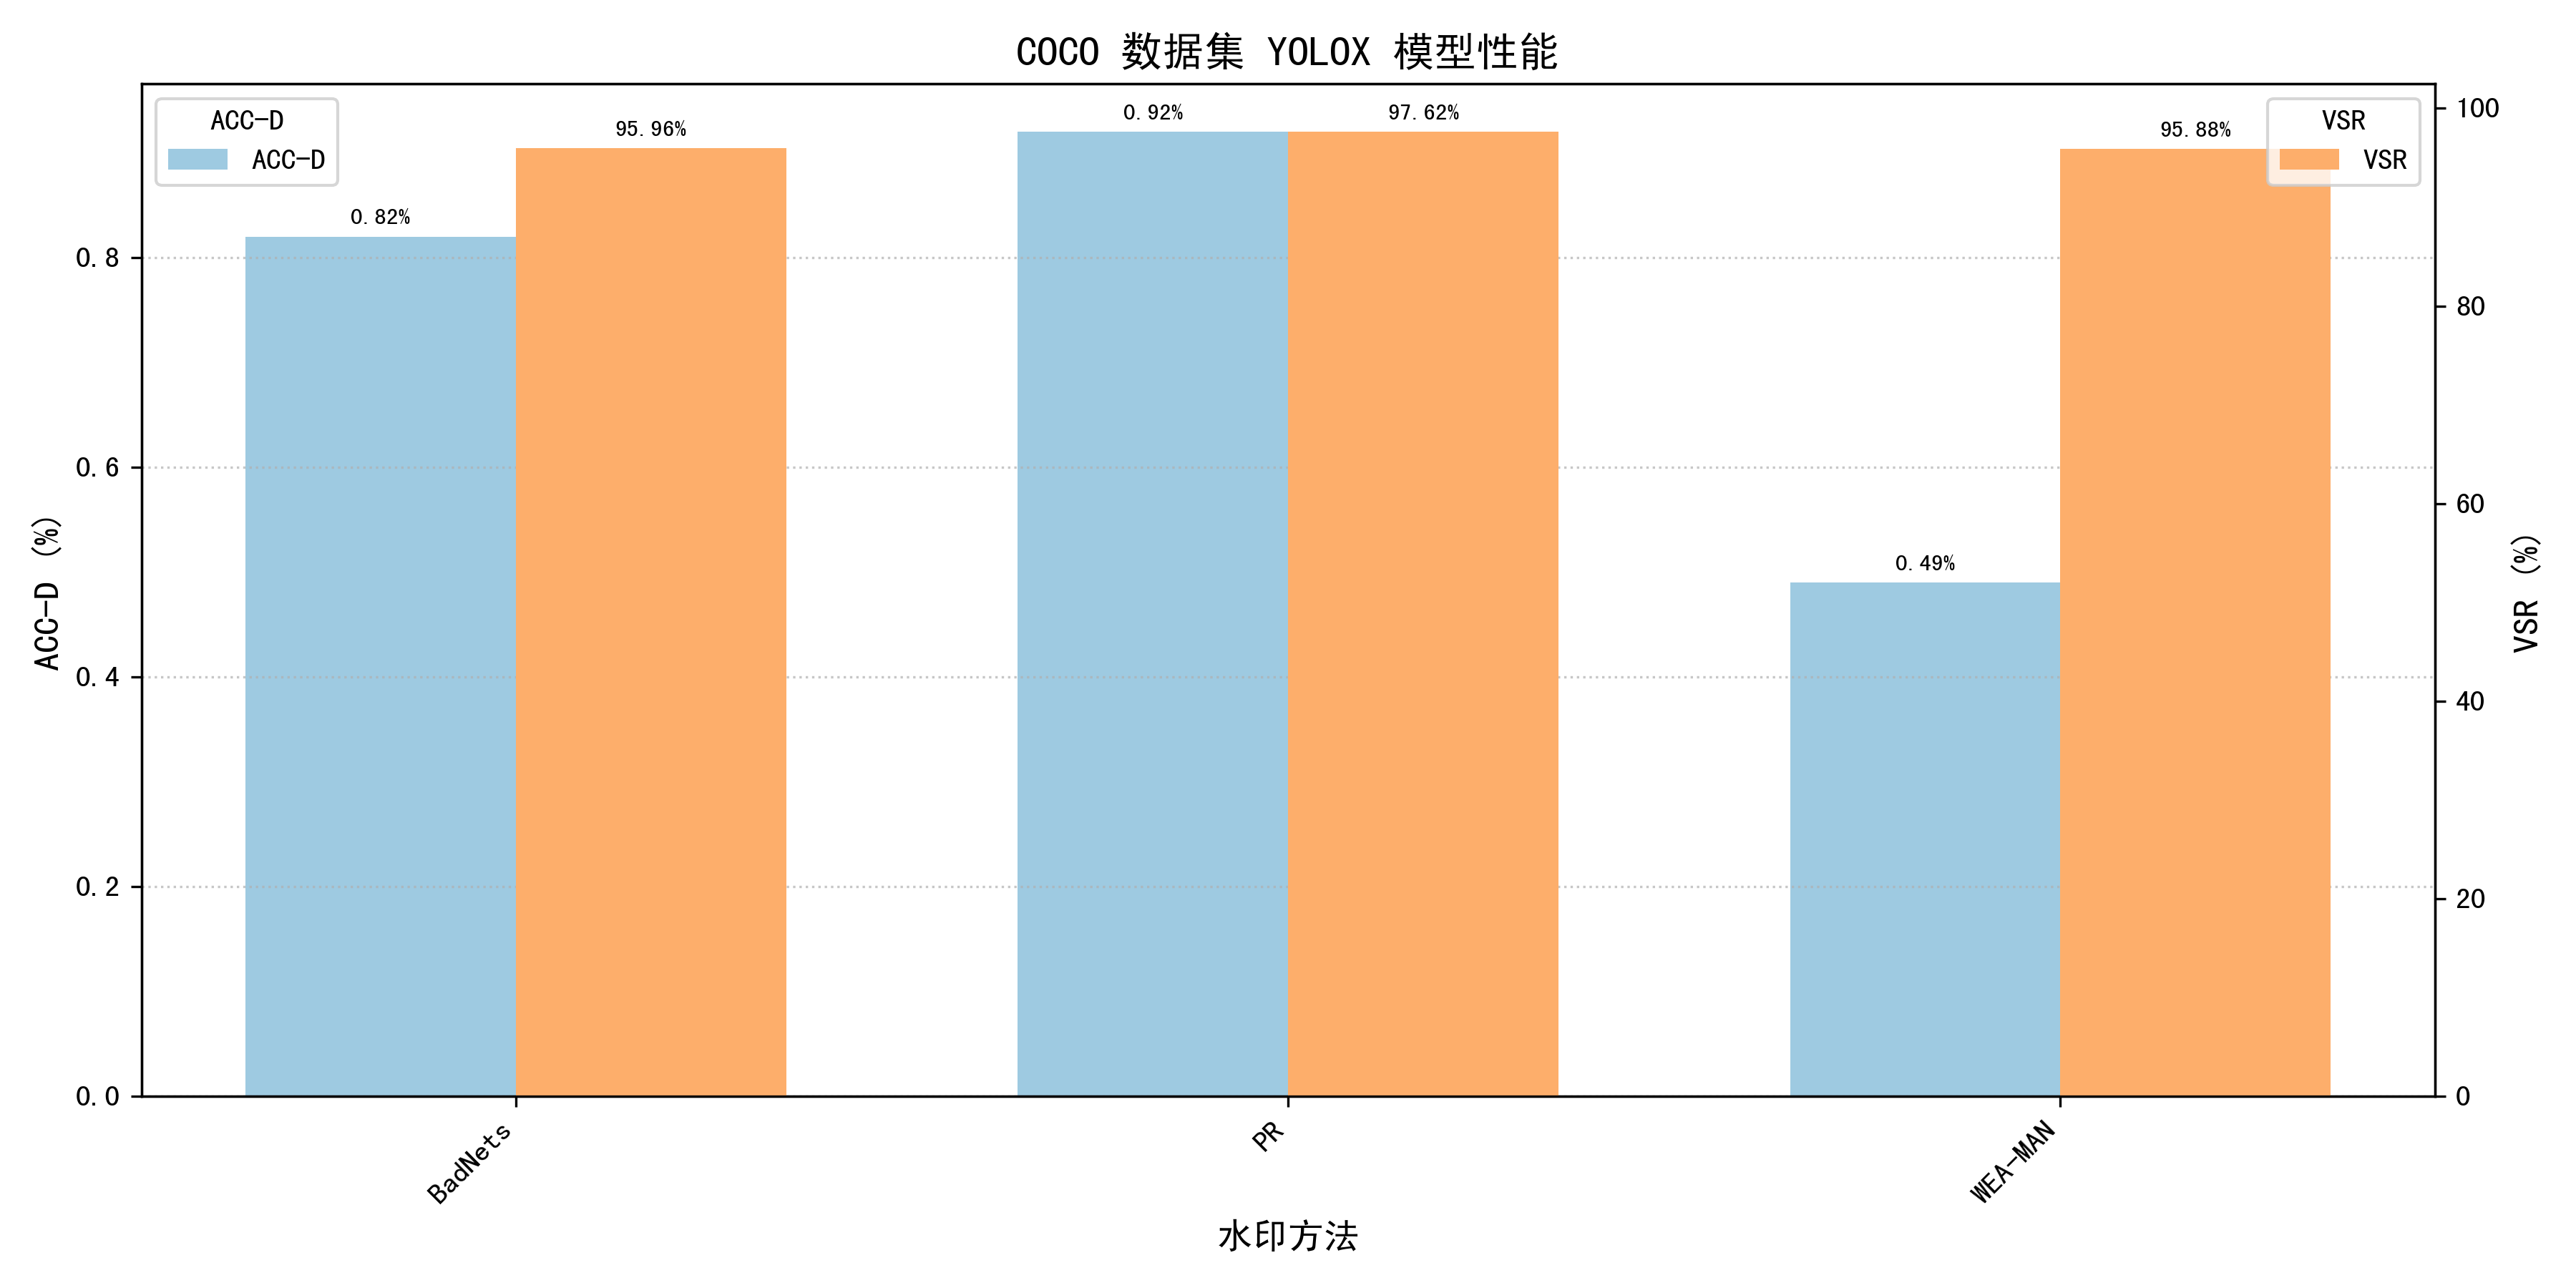 COCO 数据集 YOLOX 模型性能
ACC-D
ACC-D
VSR
VSR
0.82%
95.96%
0.92%
97.62%
0.49%
95.88%
0.8
0.6
0.4
0.2
0.0
ACC-D (%)
100
80
60
40
20
0
VSR (%)
BadNets
PR
WEA-MAN
水印方法